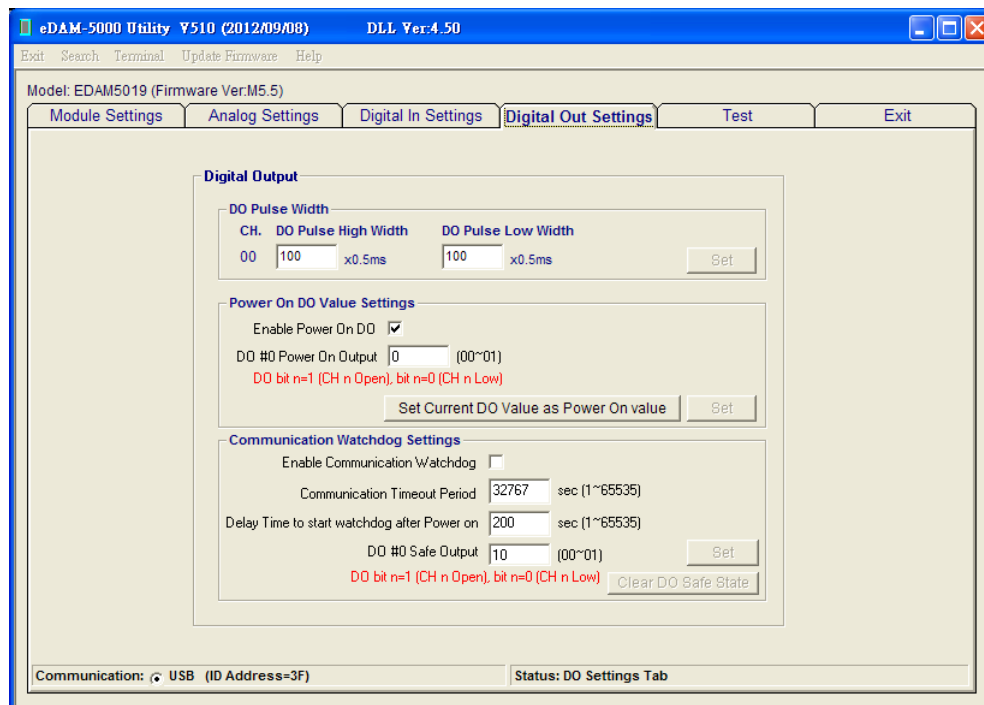 eDAM-5000 Utility V510 (2012/09/08) DLL Ver:4.50
Exit Search Terminal Update Firmware Help
Model: EDAM5019 (Firmware Ver:M5.5)
Module Settings Analog Settings Digital In Settings Digital Out Settings Test Exit
Digital Output
DO Pulse Width
CH. DO Pulse High Width DO Pulse Low Width
00 100 x0.5ms 100 x0.5ms Set
Power On DO Value Settings
Enable Power On DO
DO #0 Power On Output 0 (00~01)
DO bit n=1 (CH n Open), bit n=0 (CH n Low)
Set Current DO Value as Power On value Set
Communication Watchdog Settings
Enable Communication Watchdog
Communication Timeout Period 32767 sec (1~65535)
Delay Time to start watchdog after Power on 200 sec (1~65535)
DO #0 Safe Output 10 (00~01) Set
DO bit n=1 (CH n Open), bit n=0 (CH n Low) Clear DO Safe State
Communication: USB (ID Address=3F) Status: DO Settings Tab